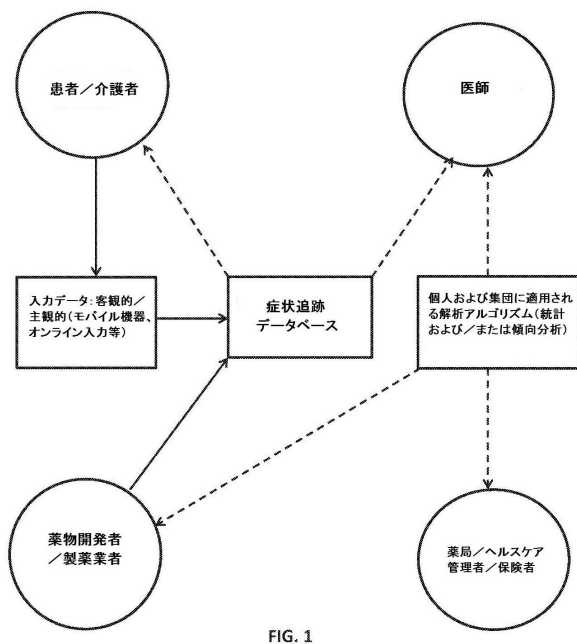 患者／介護者
医師
入力データ：客観的／
主観的（モバイル機器、
オンライン入力等）
症状追跡
データベース
個人および集団に適用され
る解析アルゴリズム（統計
および／または傾向分析）
薬物開発者
／製薬業者
薬局／ヘルスケア
管理者／保険者
FIG. 1